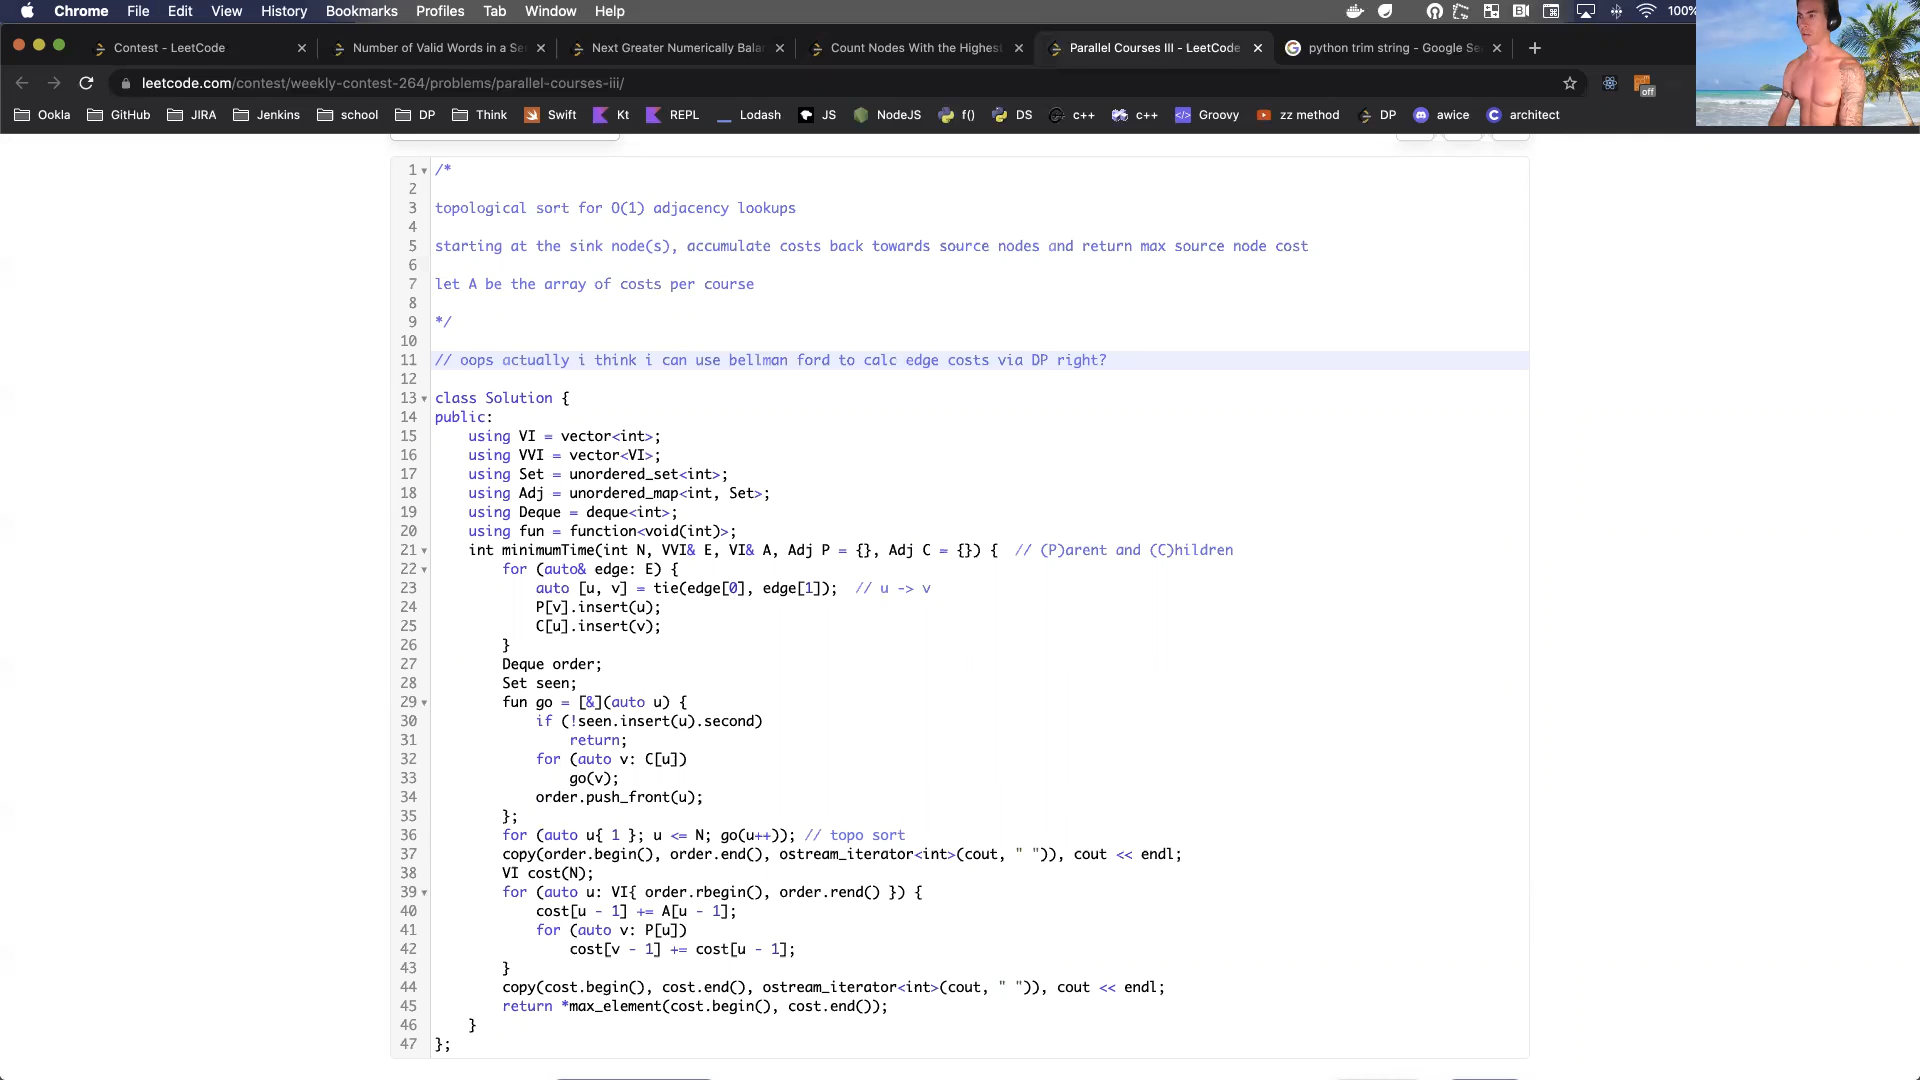 Chrome File Edit View History Bookmarks Profiles Tab Window Help 100%
Contest - LeetCode Number of Valid Words in a Se Next Greater Numerically Bala Count Nodes With the Highest Parallel Courses III - LeetCode python trim string - Google Se
leetcode.com/contest/weekly-contest-264/problems/parallel-courses-iii/ off
Ookla GitHub JIRA Jenkins school DP Think Swift Kt REPL Lodash JS NodeJS f() DS c++ c++ Groovy zz method DP awice architect
1 /*
2
3 topological sort for O(1) adjacency lookups
4
5 starting at the sink node(s), accumulate costs back towards source nodes and return max source node cost
6
7 let A be the array of costs per course
8
9 */
10
11 // oops actually i think i can use bellman ford to calc edge costs via DP right?
12
13 class Solution {
14 public:
15 using VI = vector<int>;
16 using VVI = vector<VI>;
17 using Set = unordered_set<int>;
18 using Adj = unordered_map<int, Set>;
19 using Deque = deque<int>;
20 using fun = function<void(int)>;
21 int minimumTime(int N, VVI& E, VI& A, Adj P = {}, Adj C = {}) { // (P)arent and (C)hildren
22 for (auto& edge: E) {
23 auto [u, v] = tie(edge[0], edge[1]); // u -> v
24 P[v].insert(u);
25 C[u].insert(v);
26 }
27 Deque order;
28 Set seen;
29 fun go = [&](auto u) {
30 if (!seen.insert(u).second)
31 return;
32 for (auto v: C[u])
33 go(v);
34 order.push_front(u);
35 };
36 for (auto u{ 1 }; u <= N; go(u++)); // topo sort
37 copy(order.begin(), order.end(), ostream_iterator<int>(cout, " ")), cout << endl;
38 VI cost(N);
39 for (auto u: VI{ order.rbegin(), order.rend() }) {
40 cost[u - 1] += A[u - 1];
41 for (auto v: P[u])
42 cost[v - 1] += cost[u - 1];
43 }
44 copy(cost.begin(), cost.end(), ostream_iterator<int>(cout, " ")), cout << endl;
45 return *max_element(cost.begin(), cost.end());
46 }
47 };